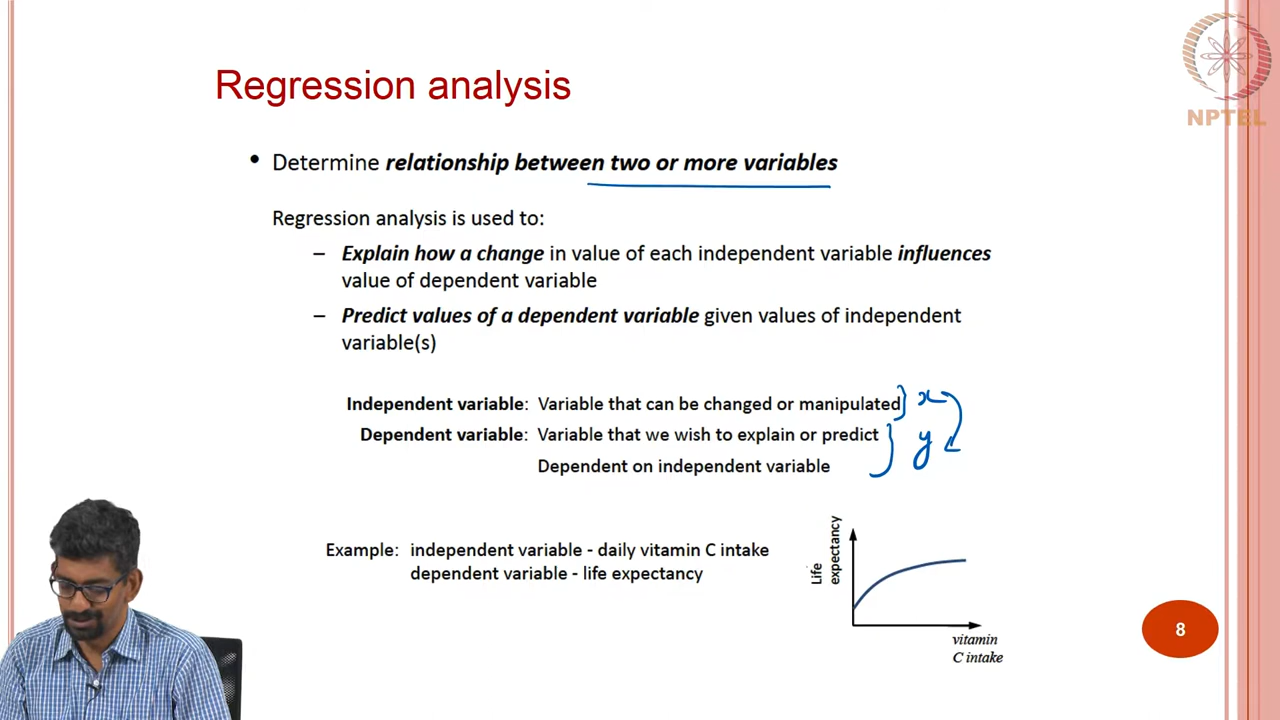 Regression analysis
NPTEL
• Determine relationship between two or more variables
Regression analysis is used to:
– Explain how a change in value of each independent variable influences
value of dependent variable
– Predict values of a dependent variable given values of independent
variable(s)
Independent variable: Variable that can be changed or manipulated } x
Dependent variable: Variable that we wish to explain or predict
Dependent on independent variable } y
Example: independent variable - daily vitamin C intake
dependent variable - life expectancy
Life
expectancy
vitamin
C intake
8